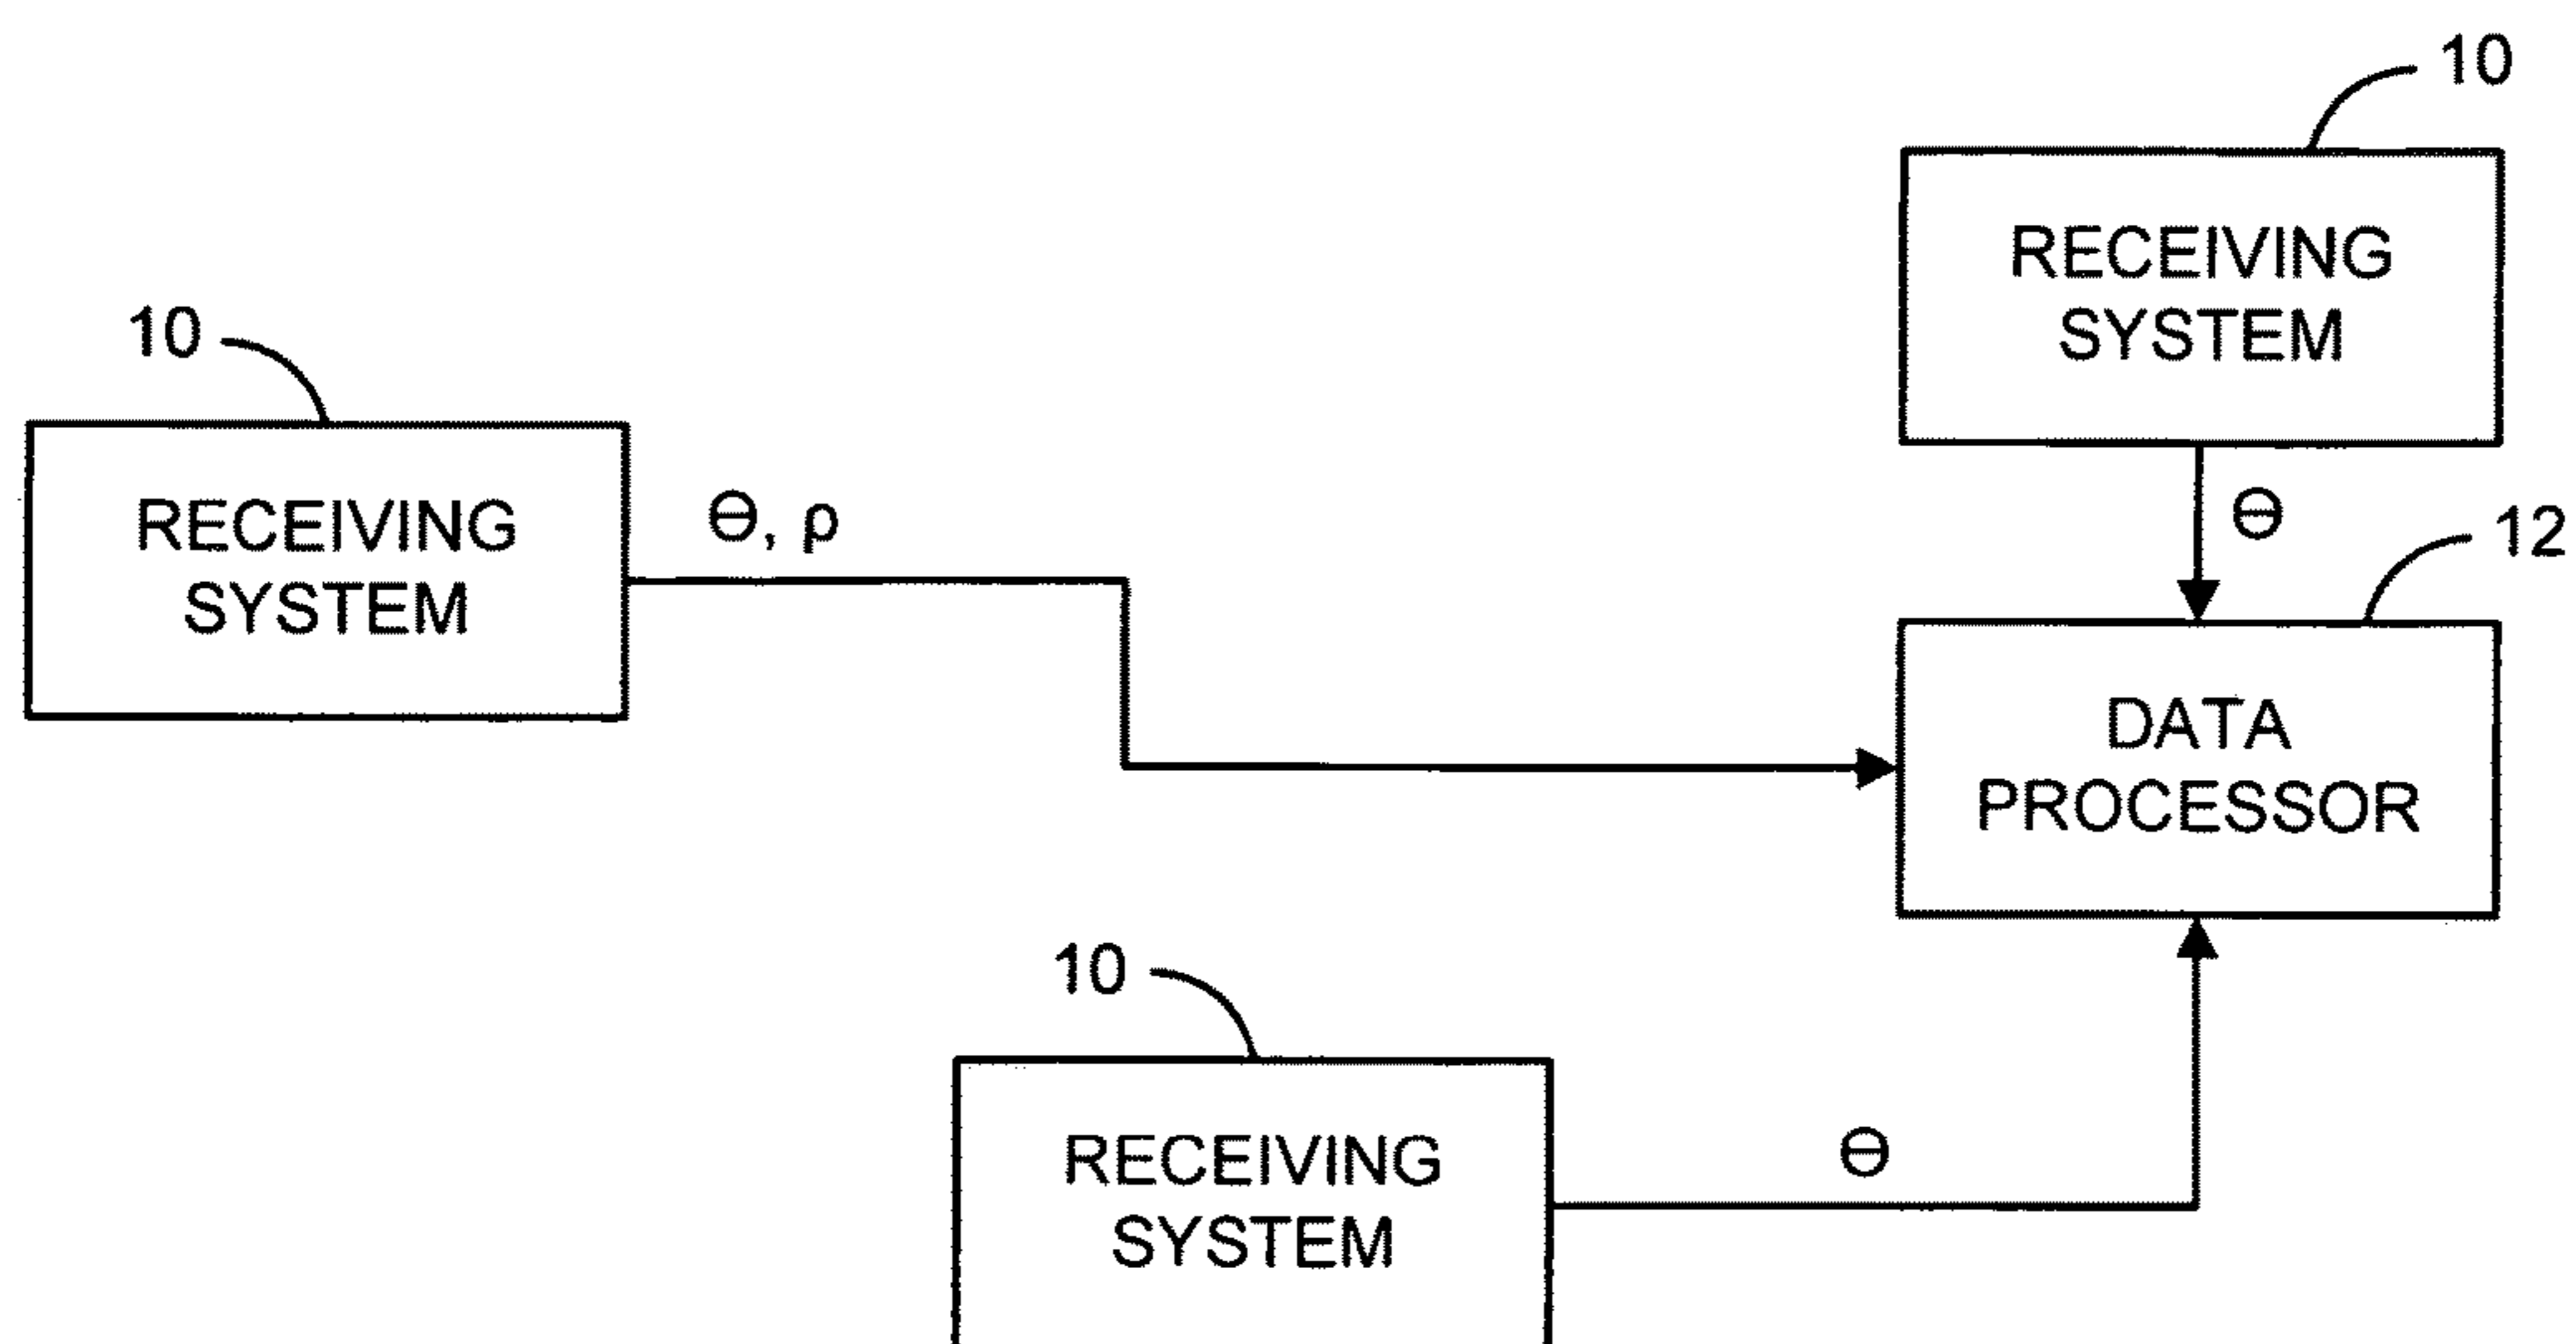 10
RECEIVING
SYSTEM
10
RECEIVING
SYSTEM
Θ, ρ
Θ
12
DATA
PROCESSOR
10
RECEIVING
SYSTEM
Θ